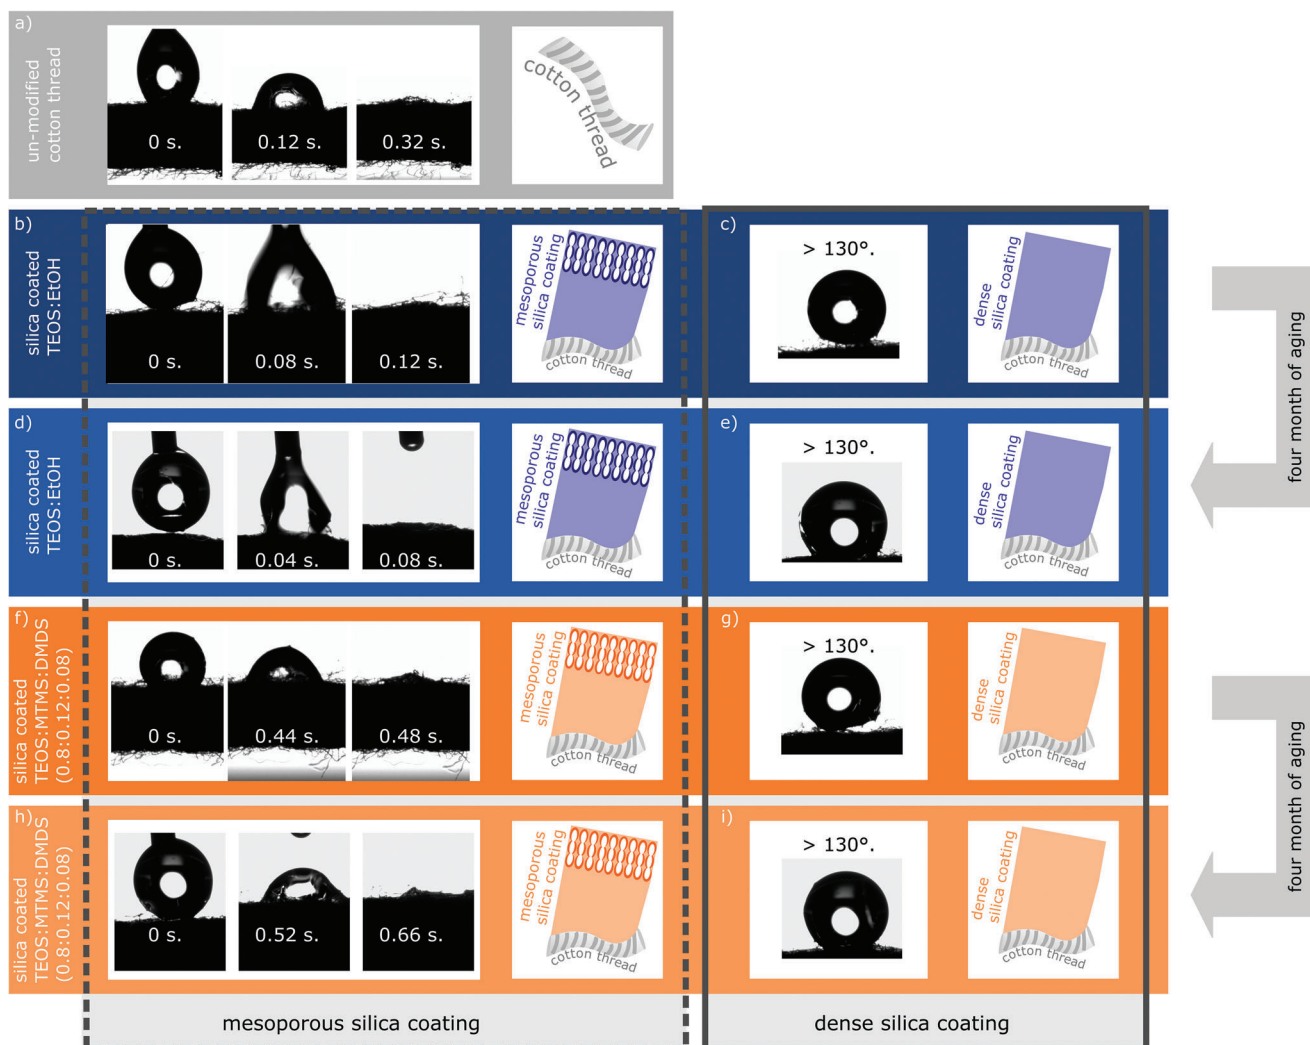 a)
un-modified
cotton thread
0 s.
0.12 s.
0.32 s.
cotton thread
b)
silica coated
TEOS:EtOH
0 s.
0.08 s.
0.12 s.
mesoporous
silica coating
cotton thread
c)
> 130°.
dense
silica coating
cotton thread
d)
silica coated
TEOS:EtOH
0 s.
0.04 s.
0.08 s.
mesoporous
silica coating
cotton thread
e)
> 130°.
dense
silica coating
cotton thread
four month of aging
f)
silica coated
TEOS:MTMS:DMDS
(0.8:0.12:0.08)
0 s.
0.44 s.
0.48 s.
mesoporous
silica coating
cotton thread
g)
> 130°.
dense
silica coating
cotton thread
h)
silica coated
TEOS:MTMS:DMDS
(0.8:0.12:0.08)
0 s.
0.52 s.
0.66 s.
mesoporous
silica coating
cotton thread
i)
> 130°.
dense
silica coating
cotton thread
four month of aging
mesoporous silica coating
dense silica coating